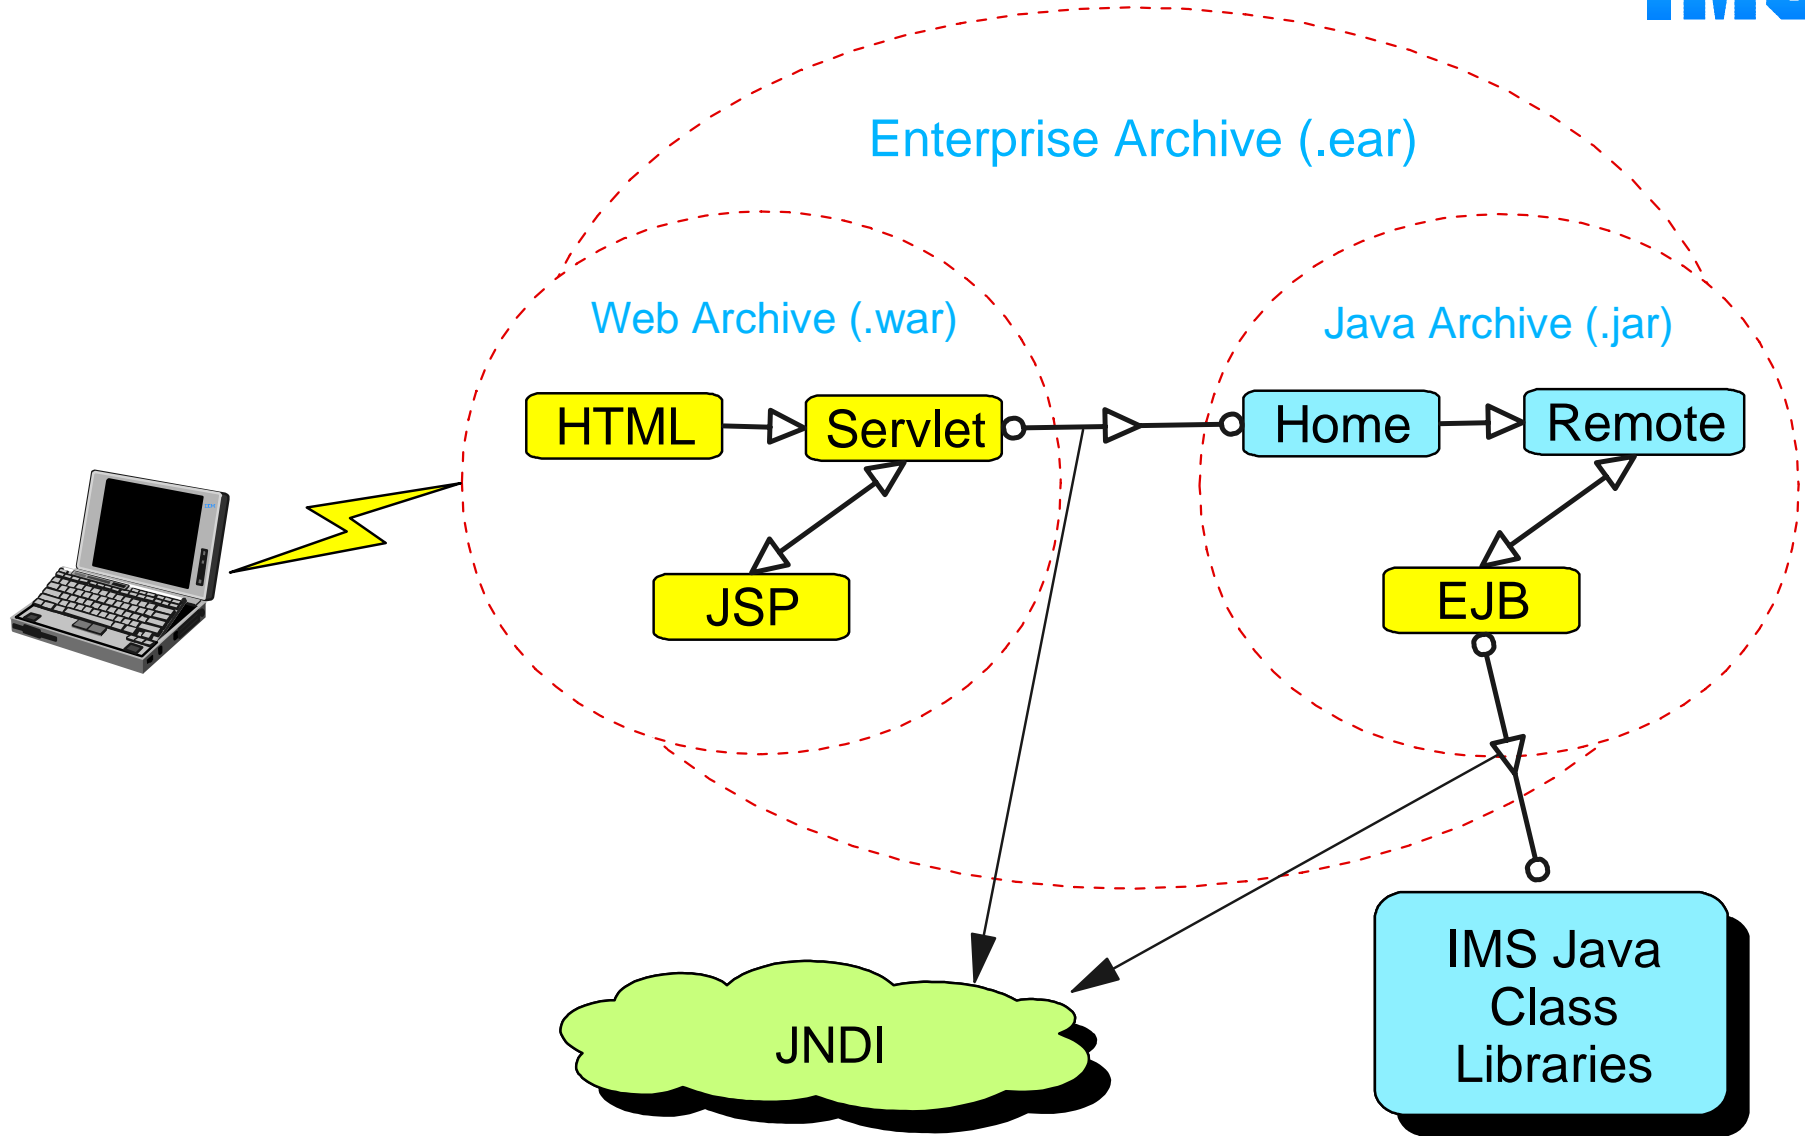 IMS
Enterprise Archive (.ear)
Web Archive (.war)
Java Archive (.jar)
HTML
Servlet
Home
Remote
JSP
EJB
JNDI
IMS Java
Class
Libraries